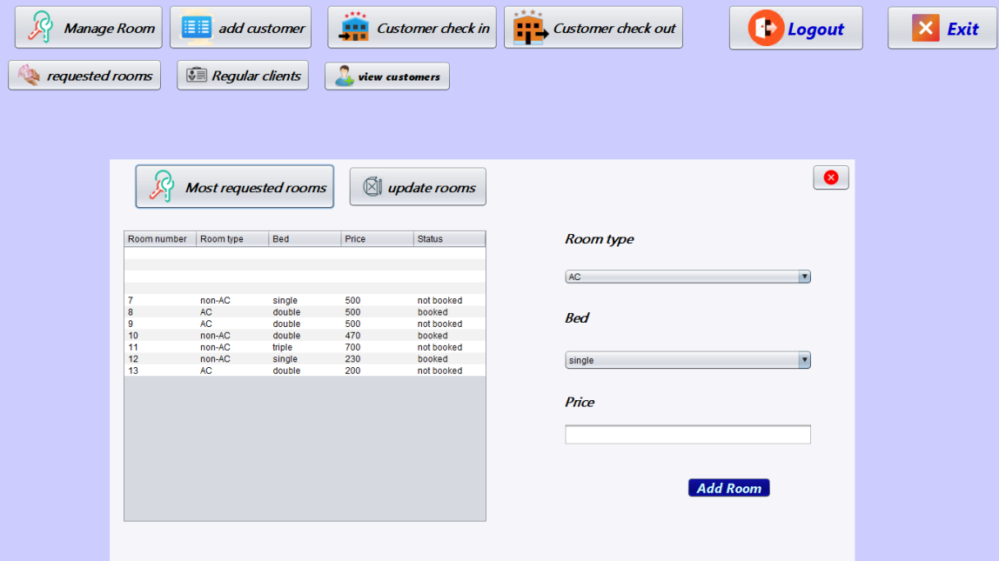 Manage Room add customer Customer check in Customer check out Logout Exit
requested rooms Regular clients view customers
Most requested rooms update rooms
Room number Room type Bed Price Status
7 non-AC single 500 not booked
8 AC double 500 booked
9 AC double 500 not booked
10 non-AC double 470 booked
11 non-AC triple 700 not booked
12 non-AC single 230 booked
13 AC double 200 not booked
Room type
AC
Bed
single
Price
Add Room